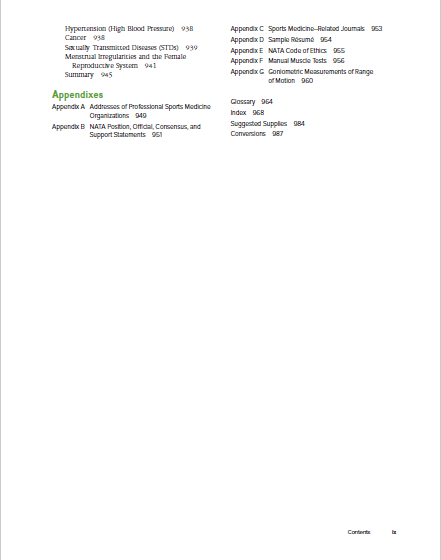 Hypertension (High Blood Pressure) 938
Cancer 938
Sexually Transmitted Diseases (STDs) 939
Menstrual Irregularities and the Female
Reproductive System 941
Summary 945
Appendixes
Appendix A Addresses of Professional Sports Medicine
Organizations 949
Appendix B NATA Position, Official, Consensus, and
Support Statements 951
Appendix C Sports Medicine–Related Journals 953
Appendix D Sample Résumé 954
Appendix E NATA Code of Ethics 955
Appendix F Manual Muscle Tests 956
Appendix G Goniometric Measurements of Range
of Motion 960
Glossary 964
Index 968
Suggested Supplies 984
Conversions 987
Contents ix